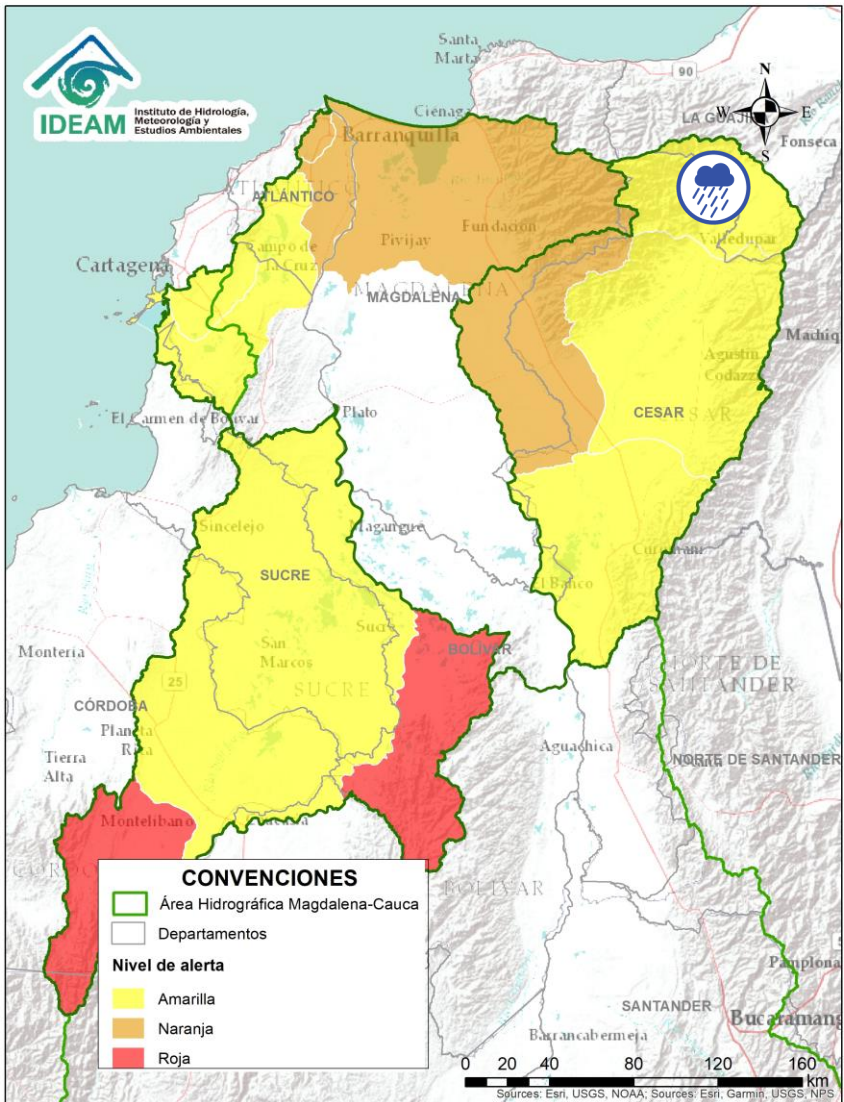 Santa
Marta
90
N
IDEAM
Instituto de Hidrología,
Meteorología y
Estudios Ambientales
Ciénaga
W
E
LA GUAJIR
S
Fonseca
Barranquilla
ATLÁNTICO
Pivijay
Fundación
Valledupar
Campo de
la Cruz
Cartagena
MAGDALENA
Machiq
Agustín
Codazzi
El Carmen de Bolívar
Plato
CESAR
Sincelejo
Magangué
SUCRE
El Banco
Sucre
San
Marcos
SUCRE
BOLÍVAR
Montería
25
NORTE DE
SANTANDER
CÓRDOBA
Planeta
Rica
Aguachica
Tierra
Alta
NORTE DE SANTANDER
Montelíbano
BOLÍVAR
CONVENCIONES
Área Hidrográfica Magdalena-Cauca
Departamentos
Nivel de alerta
Amarilla
Naranja
Roja
Pamplona
SANTANDER
Bucaramang
Barrancabermeja
0 20 40 80 120 160
km
Sources: Esri, USGS, NOAA; Sources: Esri, Garmin, USGS, NPS